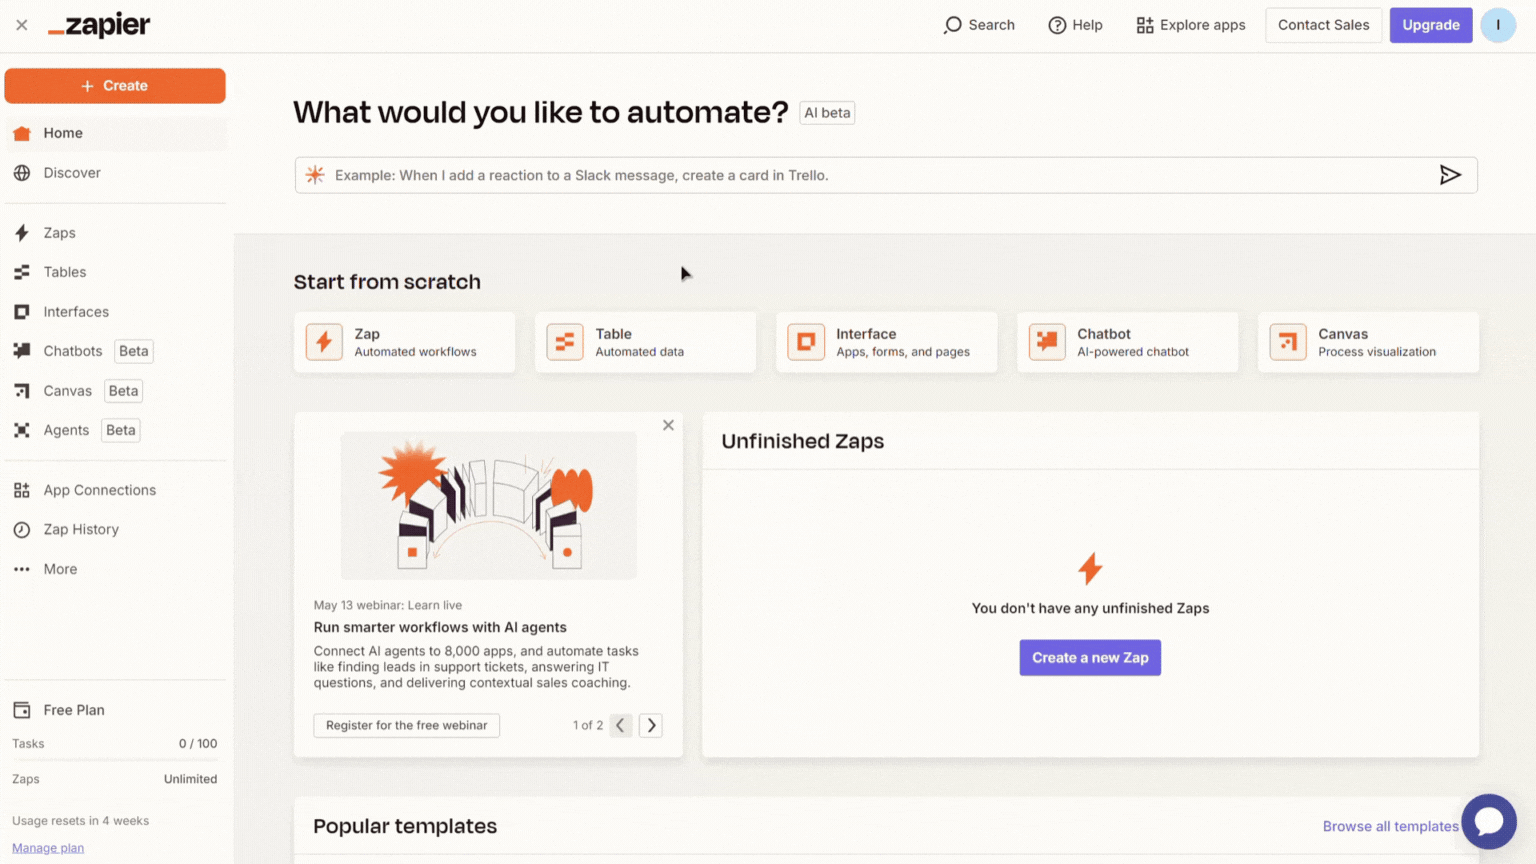 zapier
Search
Help
Explore apps
Contact Sales
Upgrade
I
+ Create
Home
Discover
Zaps
Tables
Interfaces
Chatbots Beta
Canvas Beta
Agents Beta
App Connections
Zap History
More
Free Plan
Tasks 0 / 100
Zaps Unlimited
Usage resets in 4 weeks
Manage plan
What would you like to automate? AI beta
Example: When I add a reaction to a Slack message, create a card in Trello.
Start from scratch
Zap
Automated workflows
Table
Automated data
Interface
Apps, forms, and pages
Chatbot
AI-powered chatbot
Canvas
Process visualization
May 13 webinar: Learn live
Run smarter workflows with AI agents
Connect AI agents to 8,000 apps, and automate tasks
like finding leads in support tickets, answering IT
questions, and delivering contextual sales coaching.
Register for the free webinar
1 of 2
Unfinished Zaps
You don't have any unfinished Zaps
Create a new Zap
Popular templates
Browse all templates